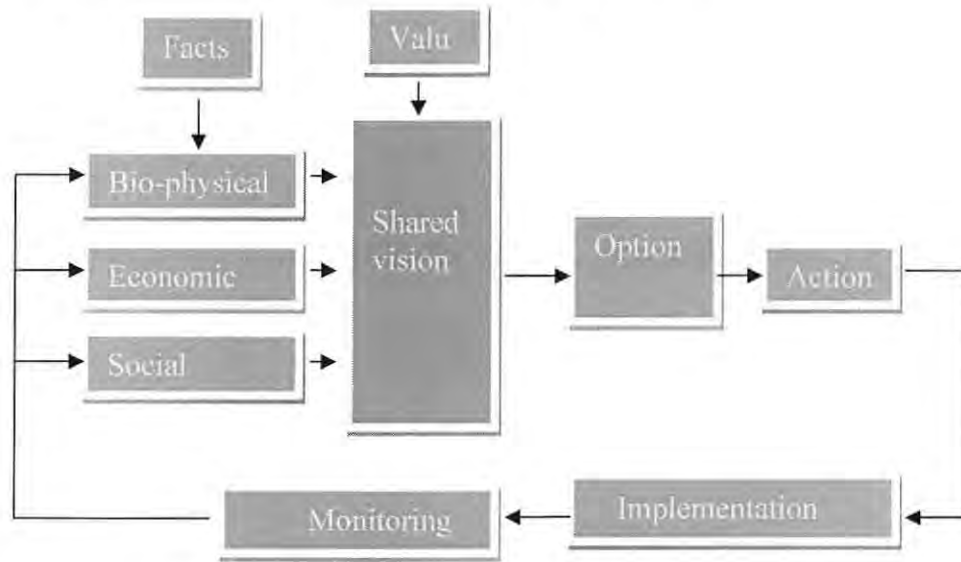 Facts
Valu
Bio-physical
Shared
vision
Option
Economic
Action
Social
Monitoring
Implementation